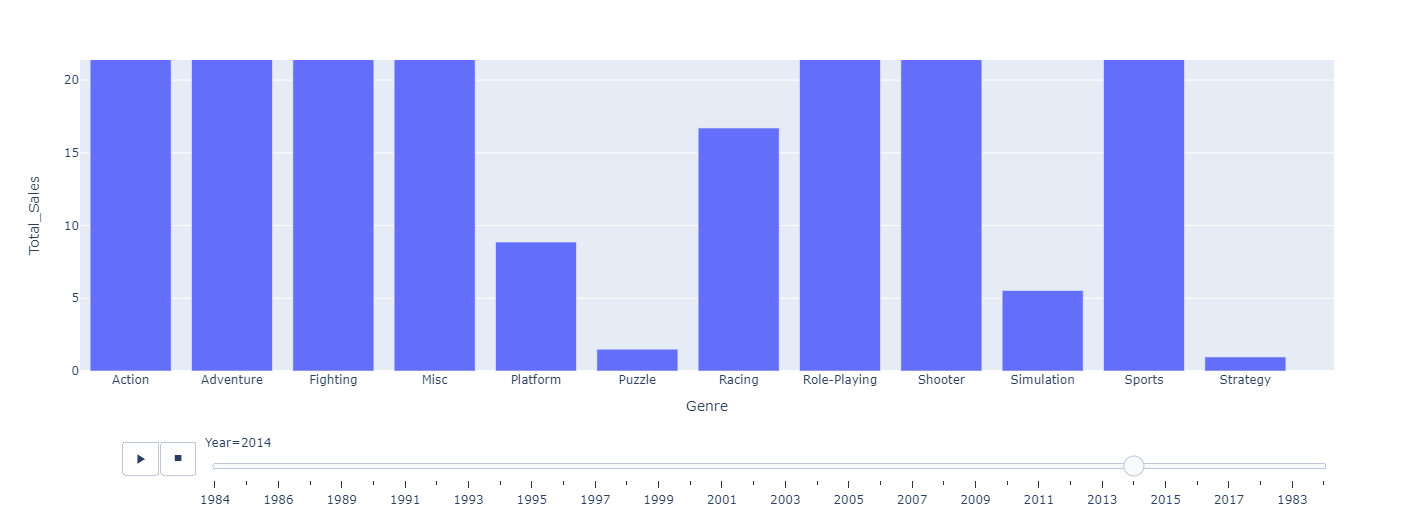 Total_Sales
20
15
10
5
0
Action Adventure Fighting Misc Platform Puzzle Racing Role-Playing Shooter Simulation Sports Strategy
Genre
Year=2014
1984 1986 1989 1991 1993 1995 1997 1999 2001 2003 2005 2007 2009 2011 2013 2015 2017 1983